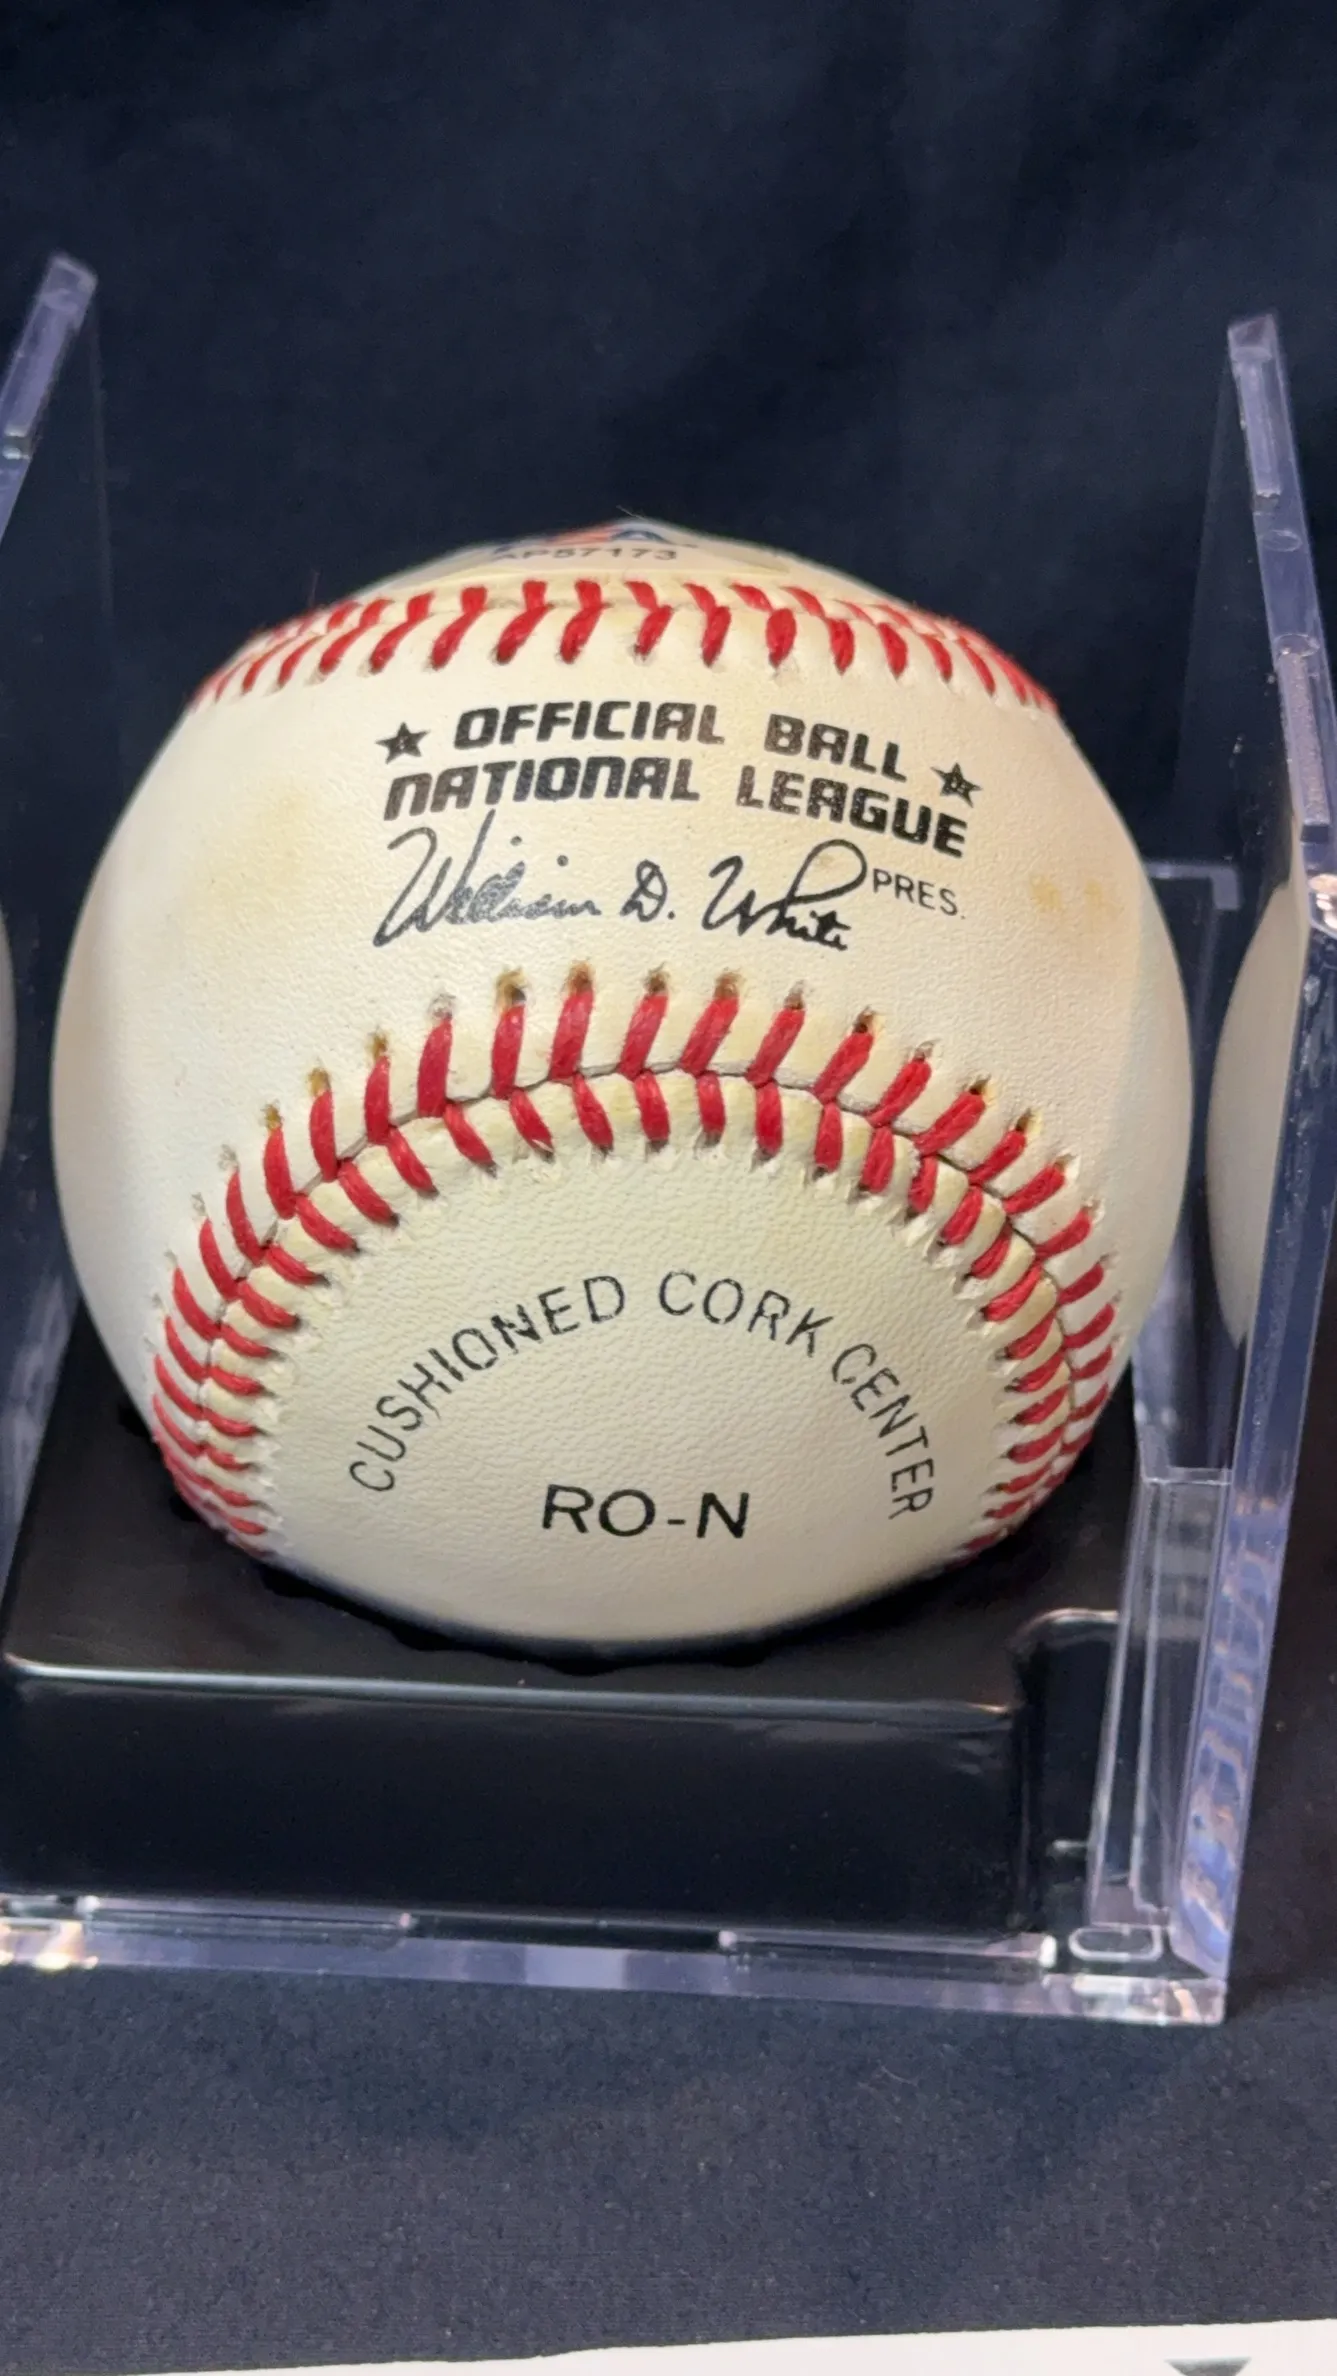 AP57173
OFFICIAL BALL
NATIONAL LEAGUE
William D. White PRES.
CUSHIONED CORK CENTER
RO-N